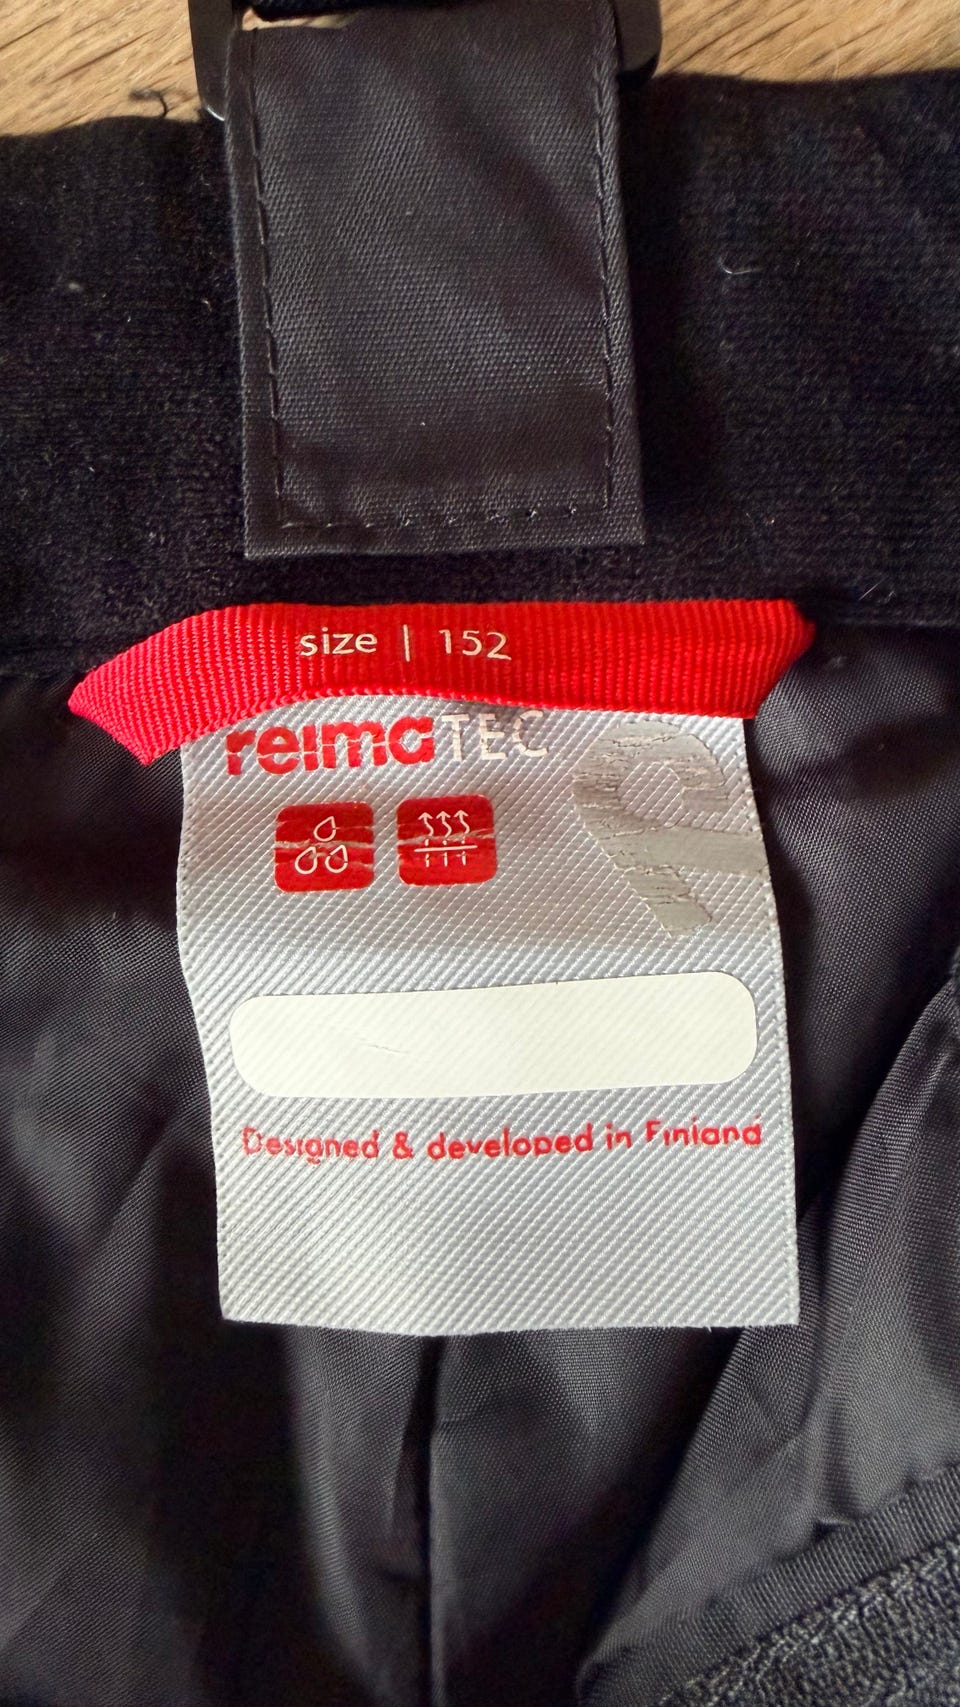 size | 152
reimaTEC
Designed & developed in Finland